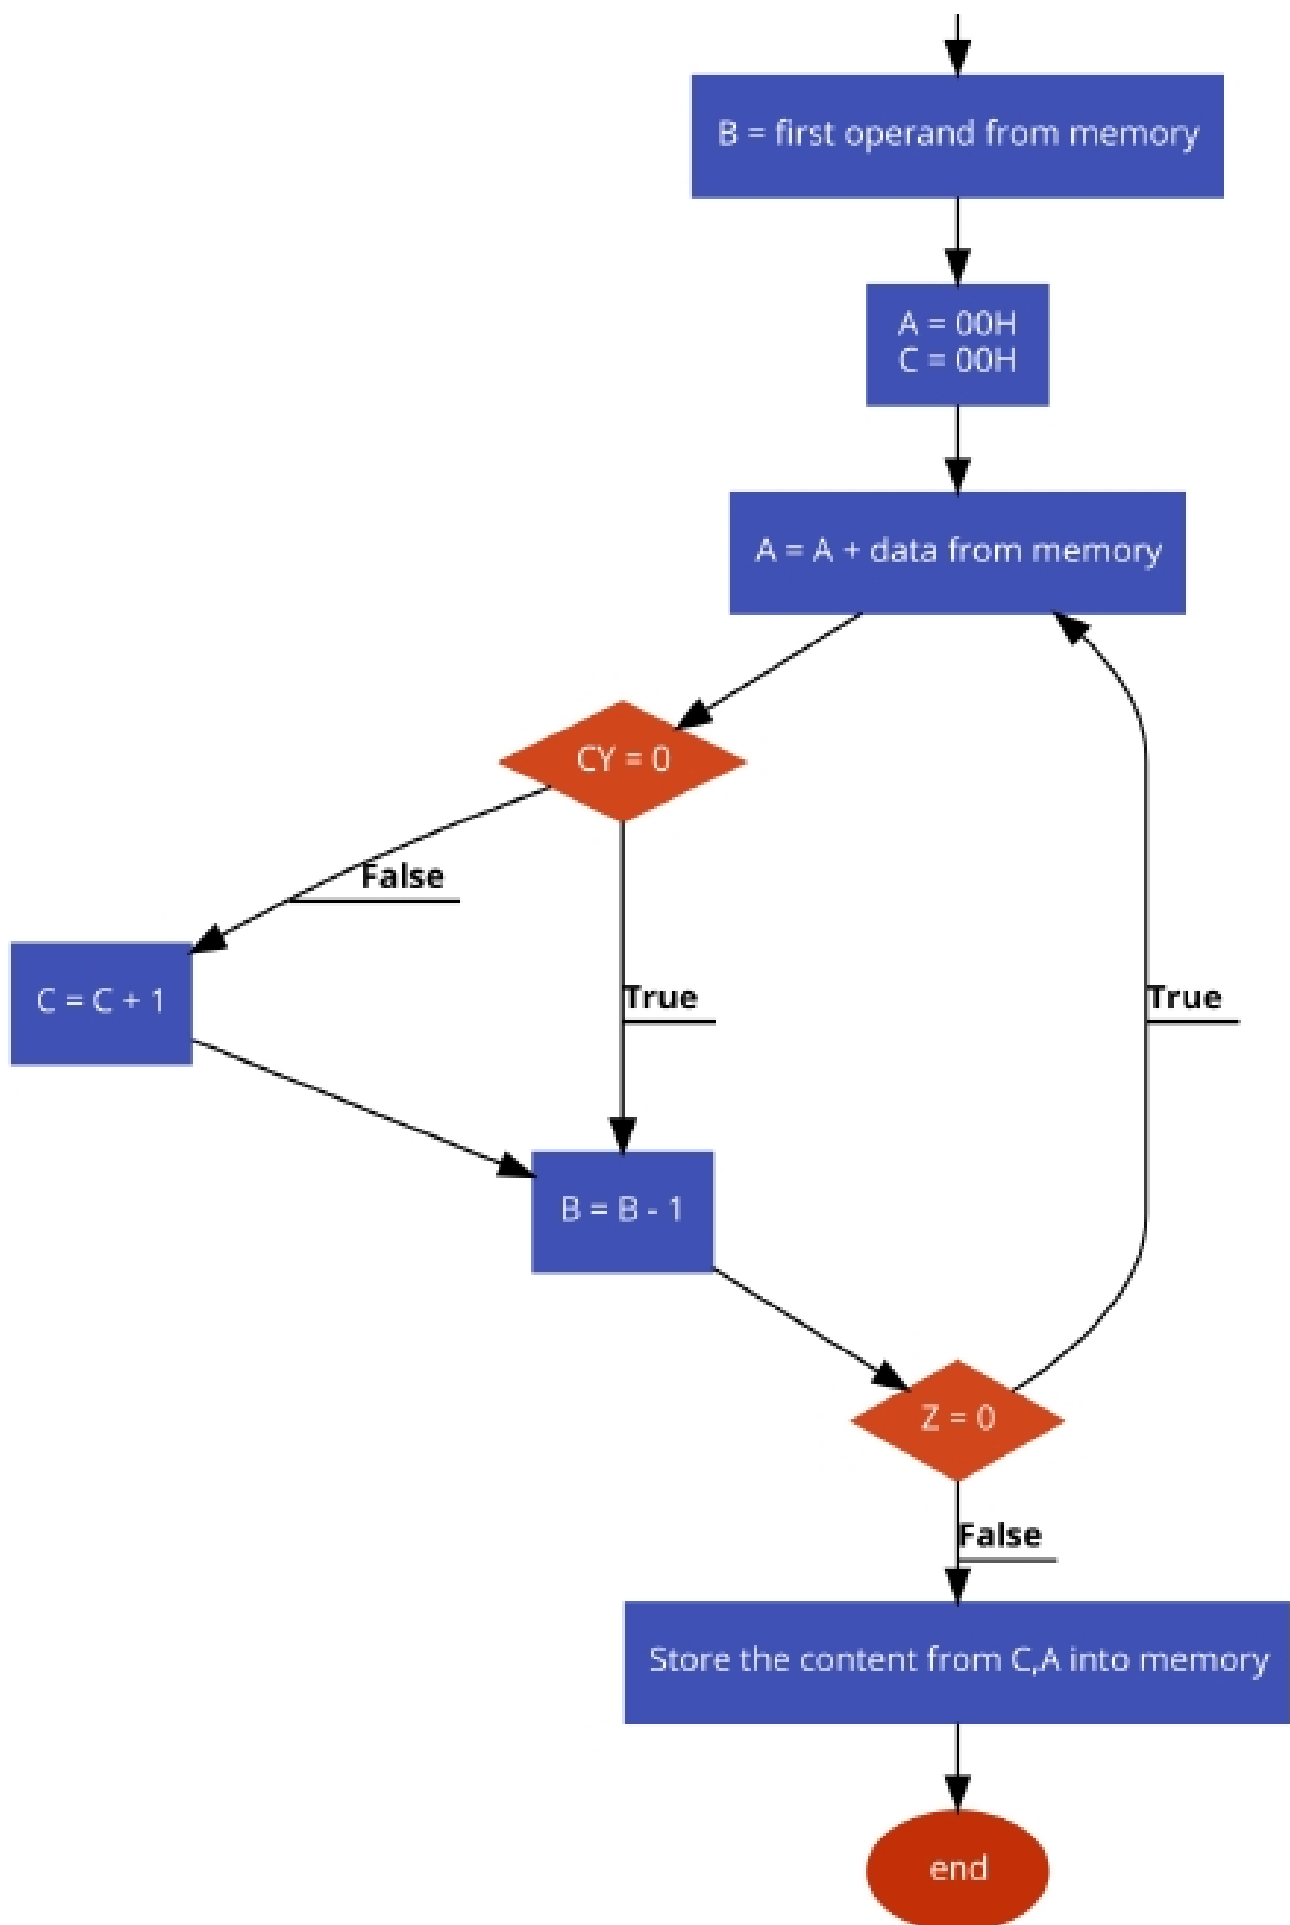 B = first operand from memory
A = 00H
C = 00H
A = A + data from memory
CY = 0
False
C = C + 1
True
True
B = B - 1
Z = 0
False
Store the content from C,A into memory
end